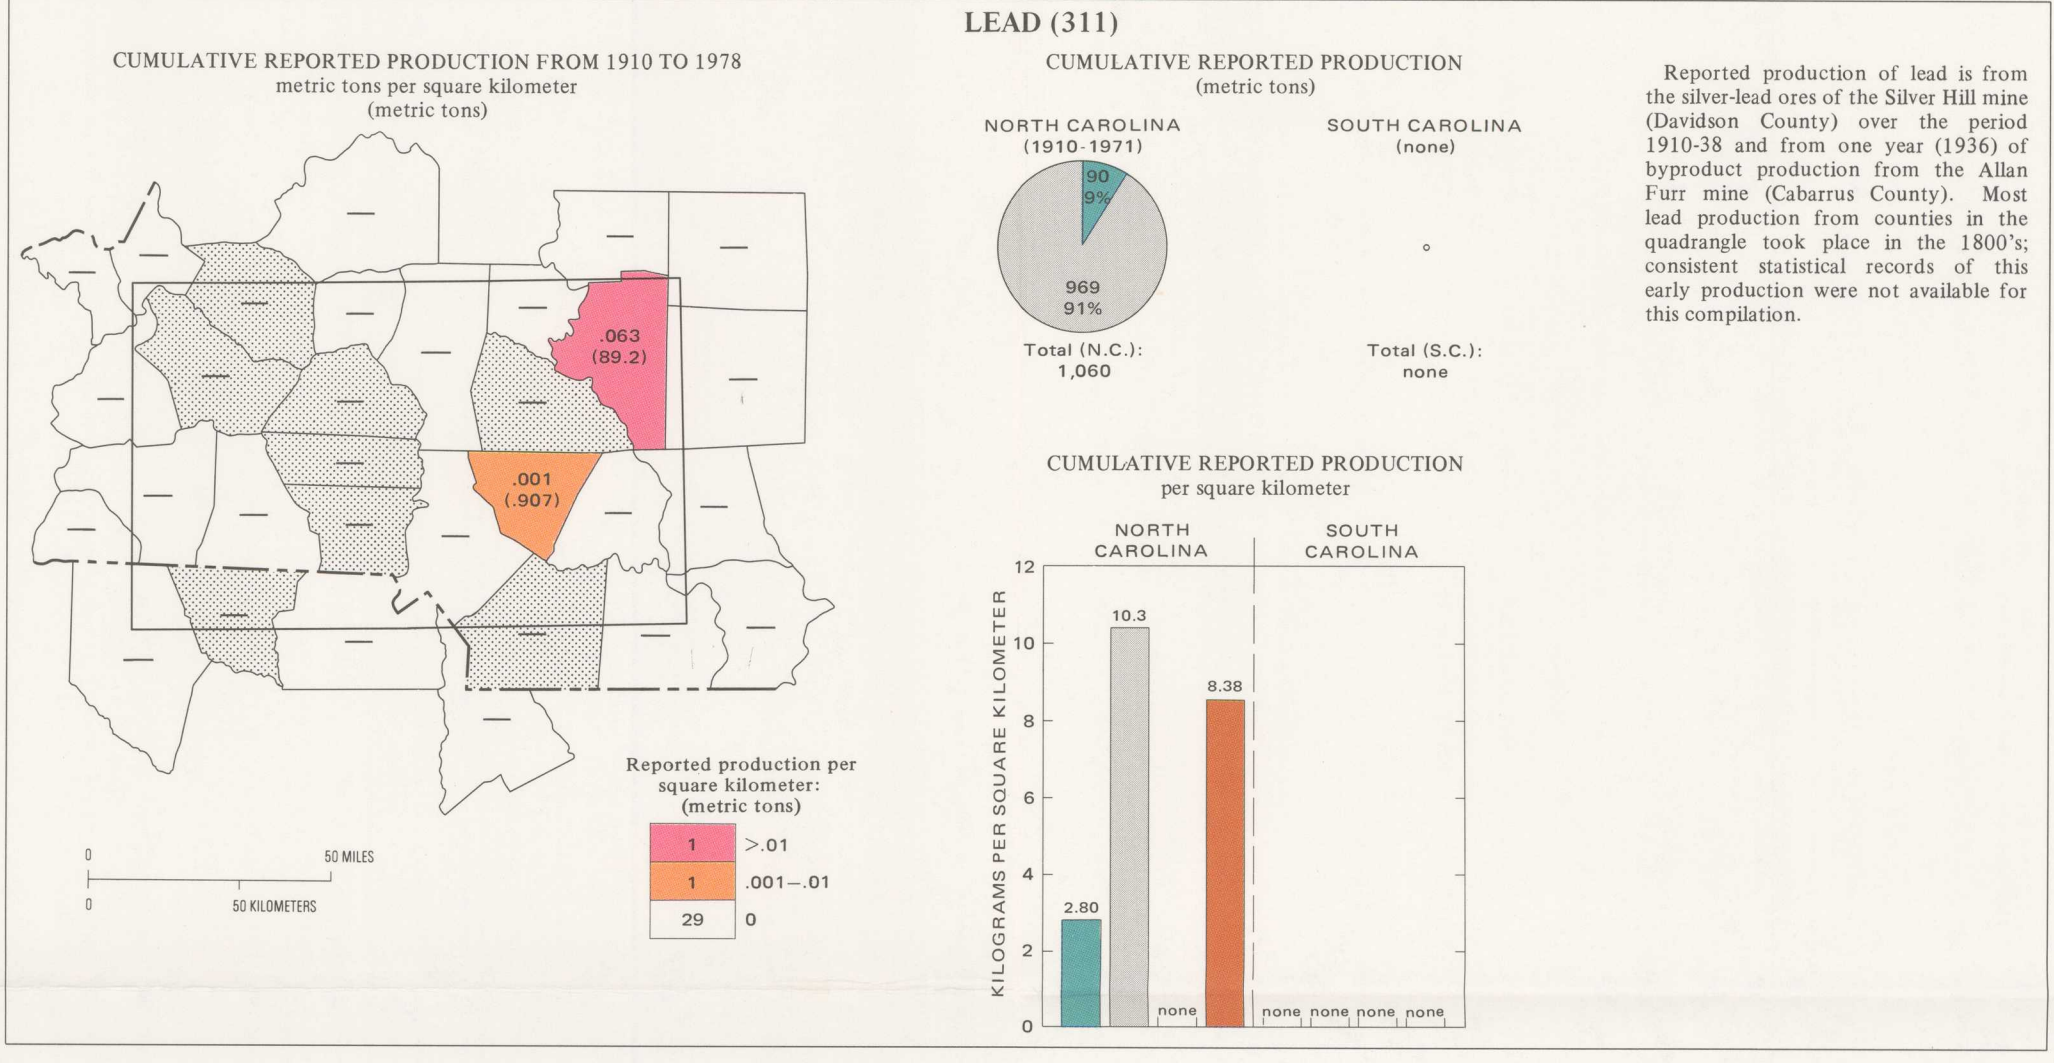 LEAD (311)
CUMULATIVE REPORTED PRODUCTION FROM 1910 TO 1978
metric tons per square kilometer
(metric tons)
.063
(89.2)
.001
(.907)
Reported production per
square kilometer:
(metric tons)
1 >.01
1 .001—.01
29 0
0 50 MILES
0 50 KILOMETERS
CUMULATIVE REPORTED PRODUCTION
(metric tons)
NORTH CAROLINA
(1910-1971)
90
9%
969
91%
Total (N.C.):
1,060
SOUTH CAROLINA
(none)
Total (S.C.):
none
CUMULATIVE REPORTED PRODUCTION
per square kilometer
NORTH
CAROLINA
SOUTH
CAROLINA
KILOGRAMS PER SQUARE KILOMETER
12
10
8
6
4
2
0
2.80
10.3
none
8.38
none none none none
Reported production of lead is from
the silver-lead ores of the Silver Hill mine
(Davidson County) over the period
1910-38 and from one year (1936) of
byproduct production from the Allan
Furr mine (Cabarrus County). Most
lead production from counties in the
quadrangle took place in the 1800's;
consistent statistical records of this
early production were not available for
this compilation.